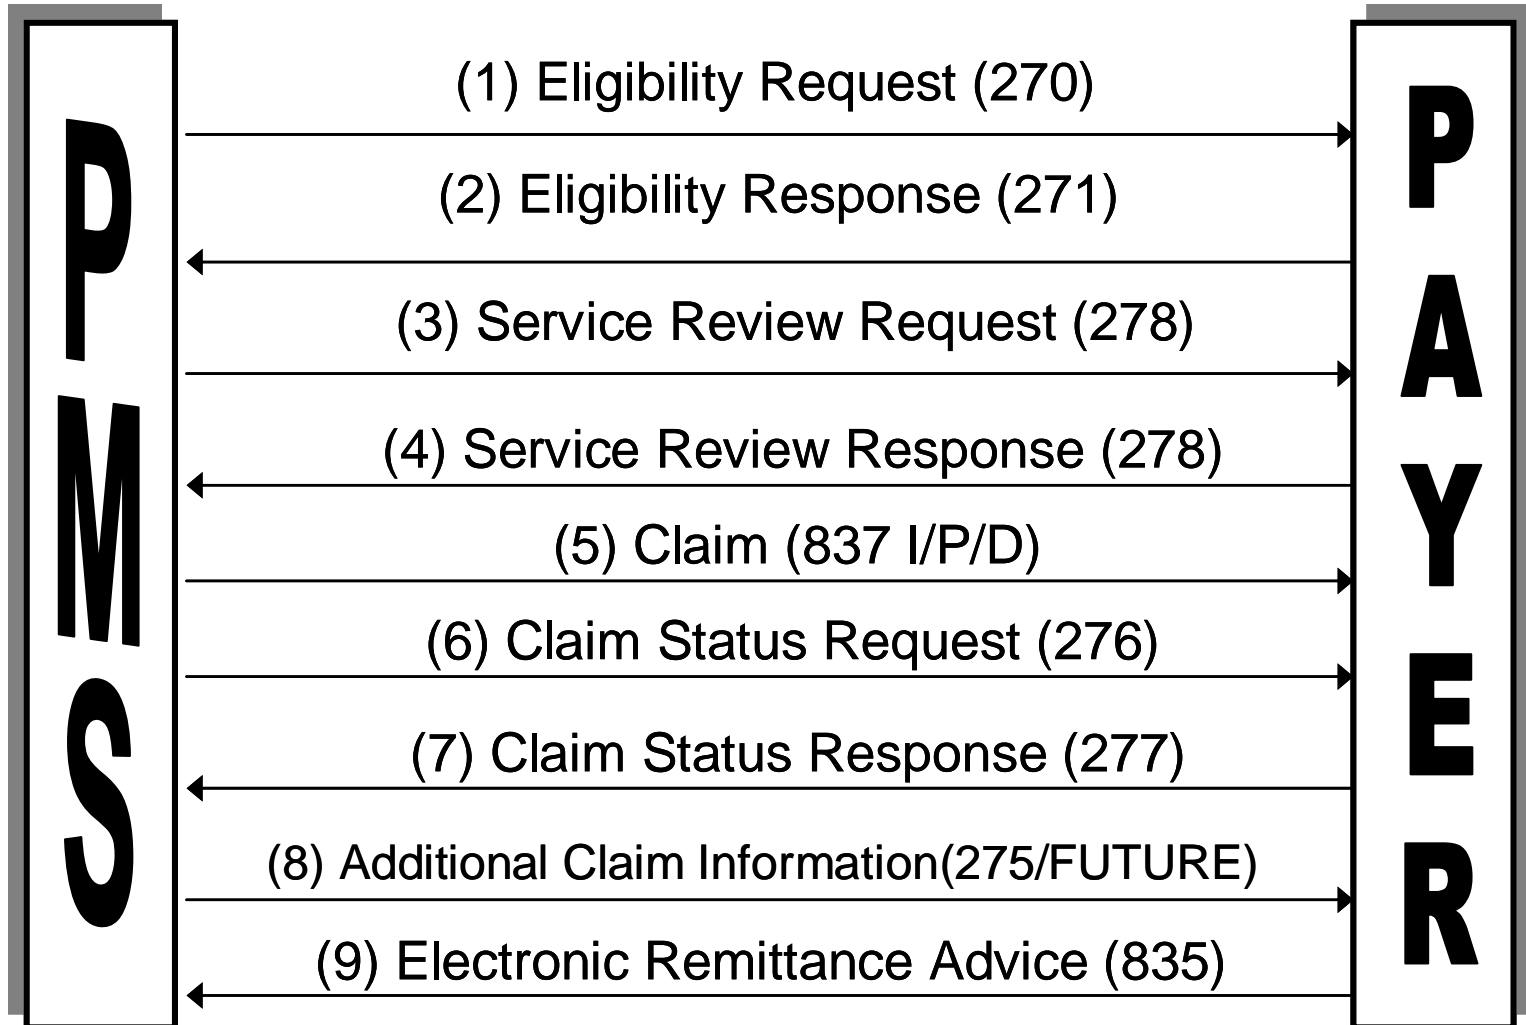 PMS
(1) Eligibility Request (270)
(2) Eligibility Response (271)
(3) Service Review Request (278)
(4) Service Review Response (278)
(5) Claim (837 I/P/D)
(6) Claim Status Request (276)
(7) Claim Status Response (277)
(8) Additional Claim Information(275/FUTURE)
(9) Electronic Remittance Advice (835)
PAYER